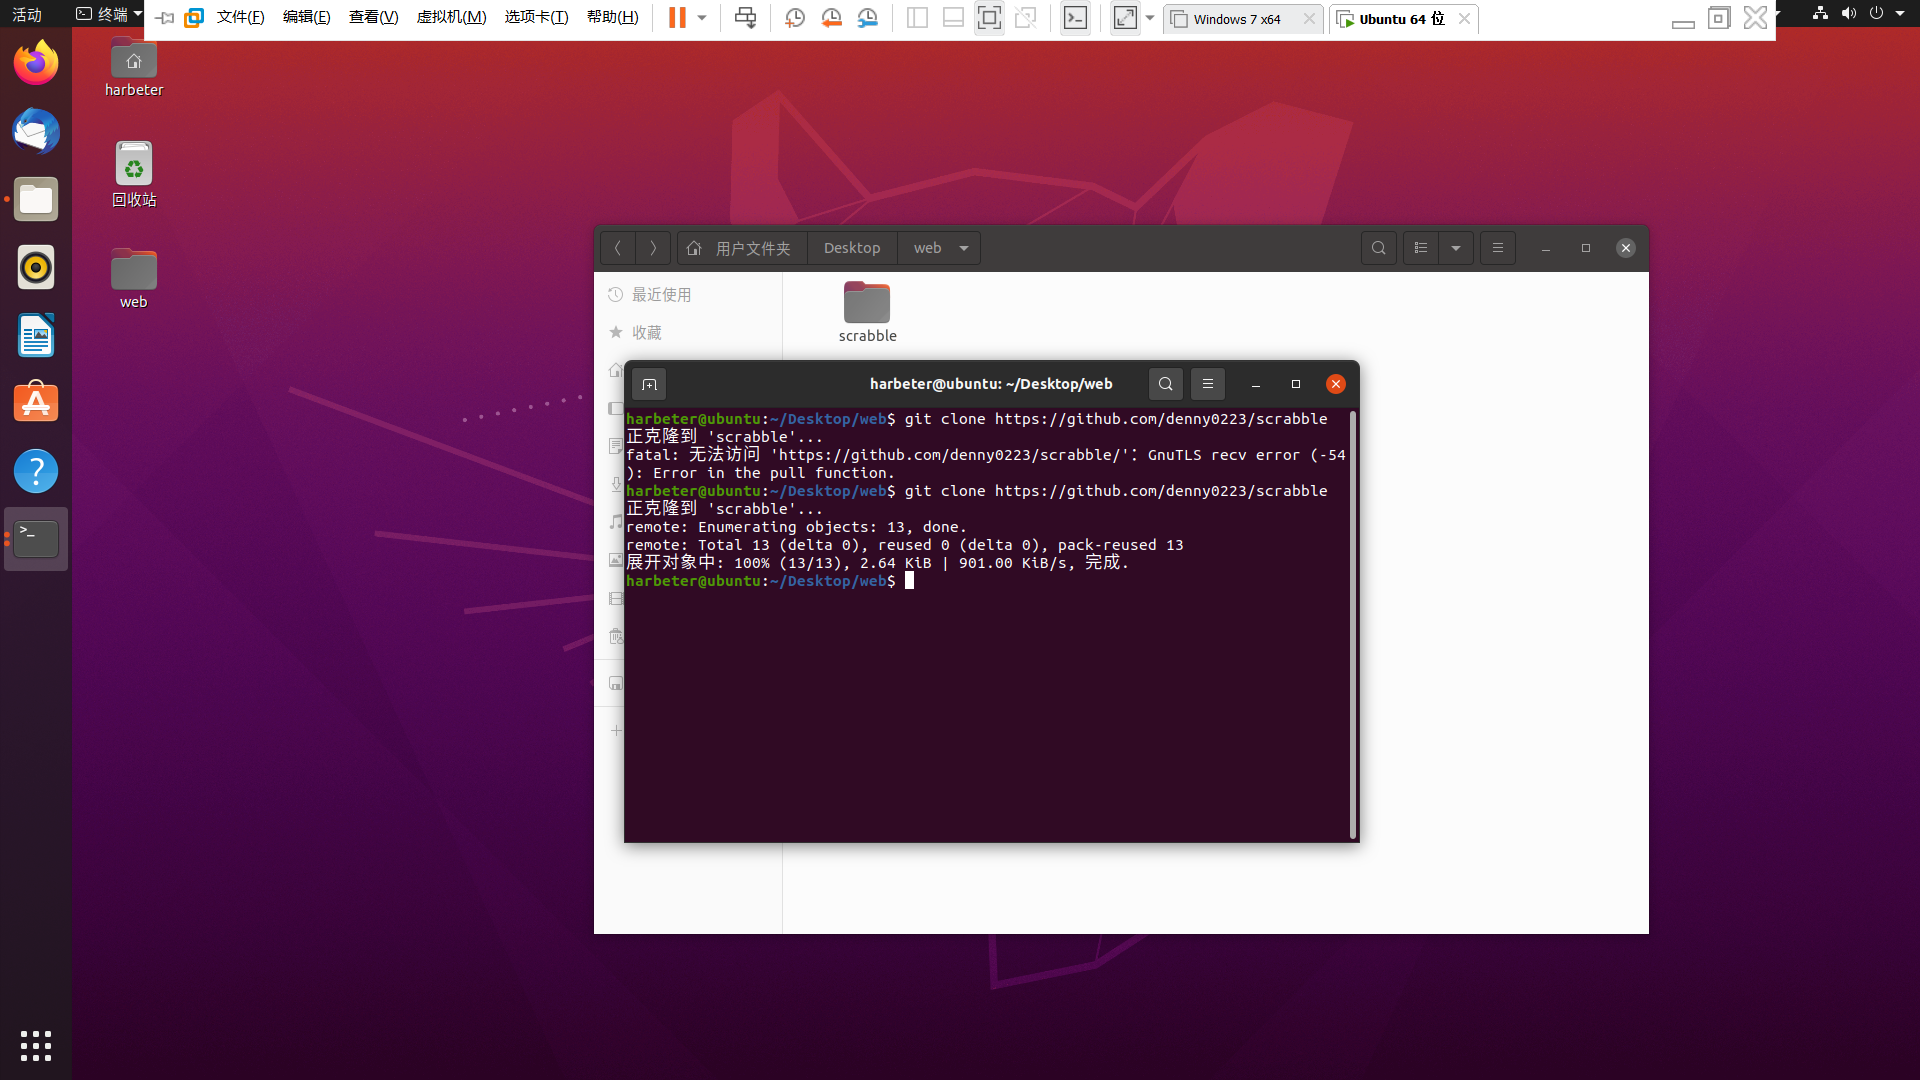 活动
终端
文件(F) 编辑(E) 查看(V) 虚拟机(M) 选项卡(T) 帮助(H)
Windows 7 x64
Ubuntu 64 位
harbeter
回收站
web
用户文件夹 Desktop web
最近使用
收藏
scrabble
harbeter@ubuntu: ~/Desktop/web
harbeter@ubuntu:~/Desktop/web$ git clone https://github.com/denny0223/scrabble
正克隆到 'scrabble'...
fatal: 无法访问 'https://github.com/denny0223/scrabble/'：GnuTLS recv error (-54
): Error in the pull function.
harbeter@ubuntu:~/Desktop/web$ git clone https://github.com/denny0223/scrabble
正克隆到 'scrabble'...
remote: Enumerating objects: 13, done.
remote: Total 13 (delta 0), reused 0 (delta 0), pack-reused 13
展开对象中: 100% (13/13), 2.64 KiB | 901.00 KiB/s, 完成.
harbeter@ubuntu:~/Desktop/web$